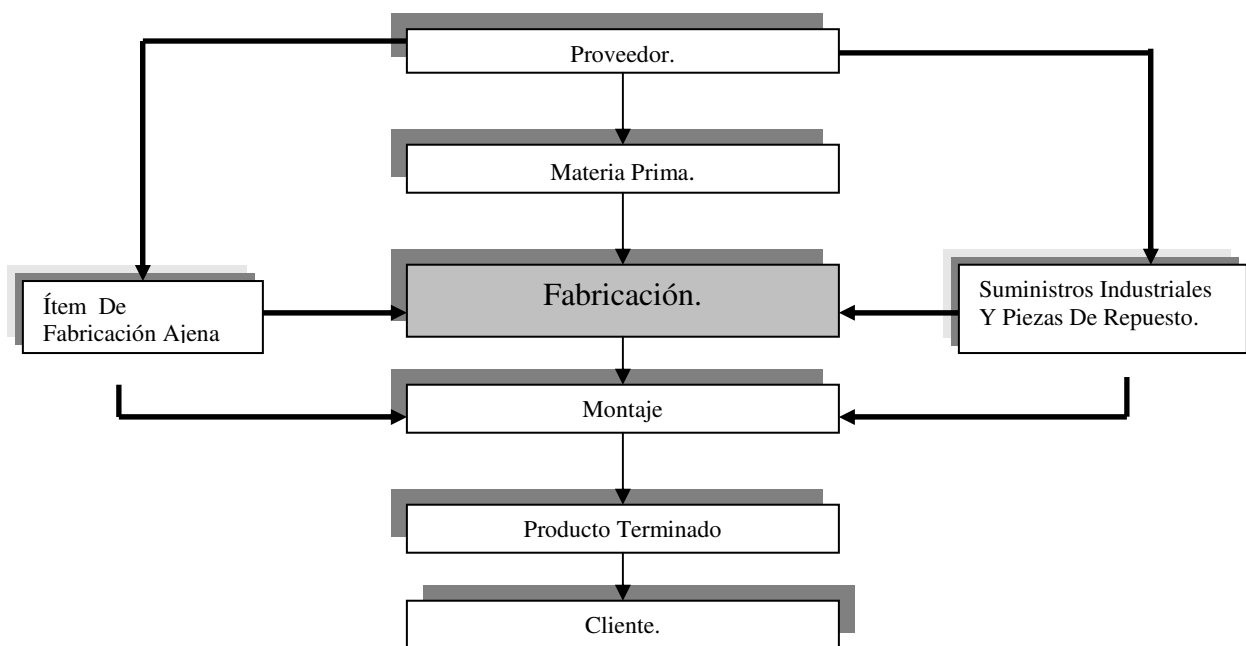 Proveedor.
Materia Prima.
Fabricación.
Ítem De
Fabricación Ajena
Suministros Industriales
Y Piezas De Repuesto.
Montaje
Producto Terminado
Cliente.